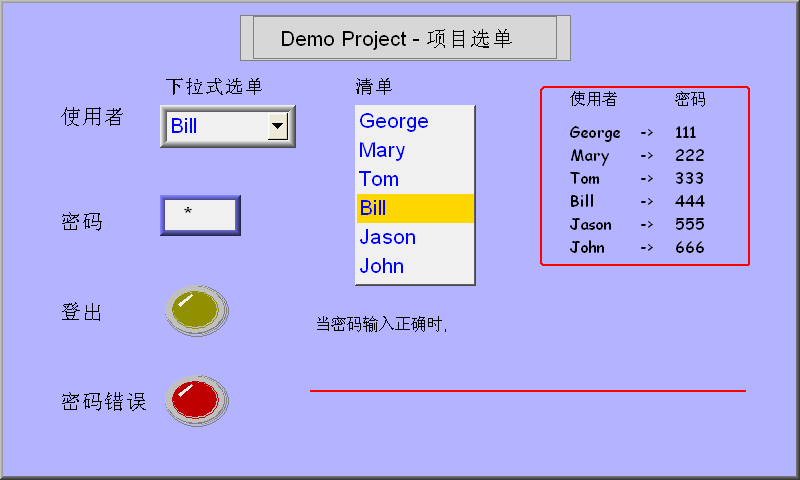 Demo Project - 项目选单
下拉式选单
清单
使用者 密码
使用者
Bill
George
Mary
Tom
Bill
Jason
John
George -> 111
Mary -> 222
Tom -> 333
Bill -> 444
Jason -> 555
John -> 666
密码
*
登出
当密码输入正确时,
密码错误